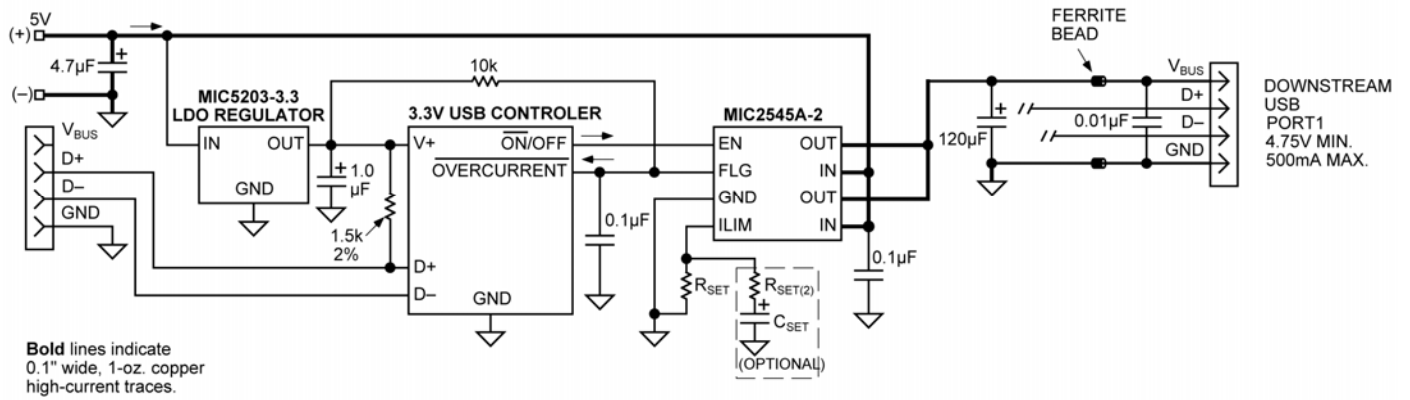 5V
(+)
4.7µF
(–)
10k
FERRITE
BEAD
MIC5203-3.3
LDO REGULATOR
IN
OUT
GND
1.0
µF
1.5k
2%
3.3V USB CONTROLER
V+
ON/OFF
OVERCURRENT
D+
D–
GND
0.1µF
MIC2545A-2
EN
FLG
GND
ILIM
OUT
IN
OUT
IN
RSET
RSET(2)
CSET
(OPTIONAL)
0.1µF
120µF
0.01µF
VBUS
D+
D–
GND
DOWNSTREAM
USB
PORT1
4.75V MIN.
500mA MAX.
VBUS
D+
D–
GND
Bold lines indicate
0.1" wide, 1-oz. copper
high-current traces.